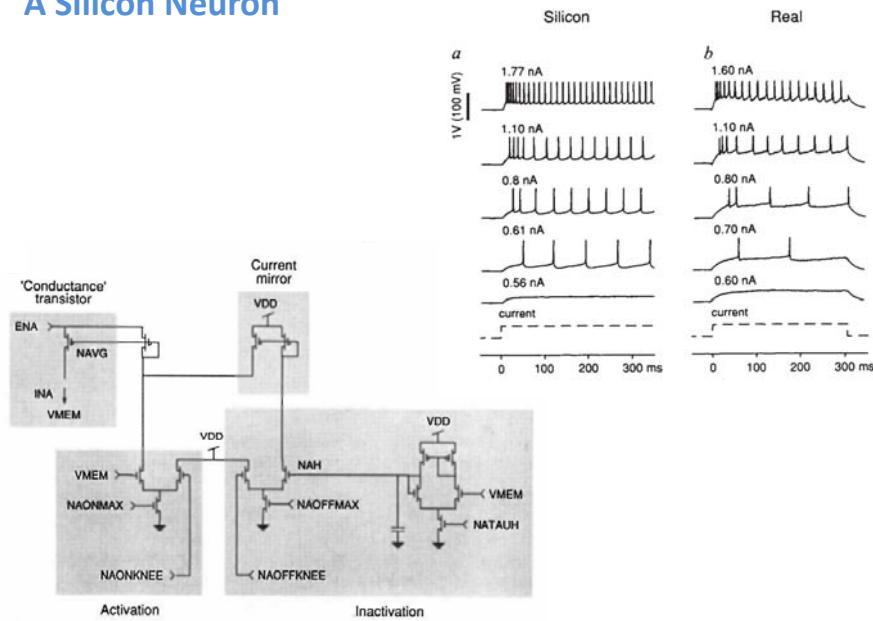 A Silicon Neuron
Silicon
Real
a
b
1V (100 mV)
1.77 nA
1.10 nA
0.8 nA
0.61 nA
0.56 nA
current
0 100 200 300 ms
1.60 nA
1.10 nA
0.80 nA
0.70 nA
0.60 nA
current
0 100 200 300 ms
'Conductance'
transistor
ENA
NAVG
INA
VMEM
Current
mirror
VDD
VDD
VMEM
NAONMAX
NAONKNEE
Activation
NAH
NAOFFMAX
NAOFFKNEE
VDD
VMEM
NATAUH
Inactivation